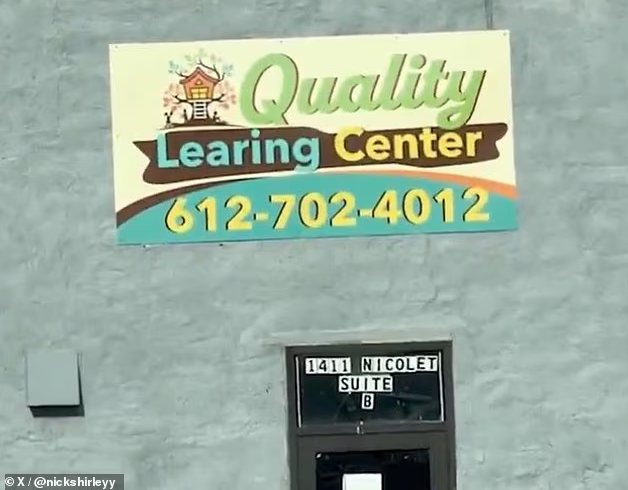 Quality
Learing Center
612-702-4012
1411 NICOLET
SUITE
B
© X / @nickshirleyy